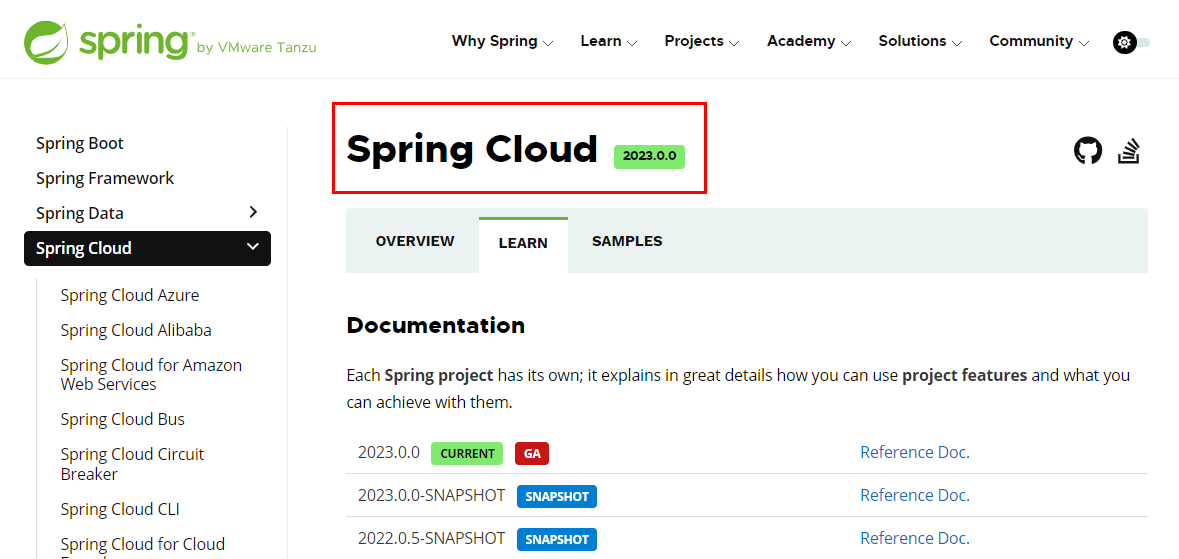 spring by VMware Tanzu
Why Spring Learn Projects Academy Solutions Community
Spring Boot
Spring Framework
Spring Data
Spring Cloud
Spring Cloud Azure
Spring Cloud Alibaba
Spring Cloud for Amazon
Web Services
Spring Cloud Bus
Spring Cloud Circuit
Breaker
Spring Cloud CLI
Spring Cloud for Cloud
Spring Cloud 2023.0.0
OVERVIEW LEARN SAMPLES
Documentation
Each Spring project has its own; it explains in great details how you can use project features and what you
can achieve with them.
2023.0.0 CURRENT GA Reference Doc.
2023.0.0-SNAPSHOT SNAPSHOT Reference Doc.
2022.0.5-SNAPSHOT SNAPSHOT Reference Doc.